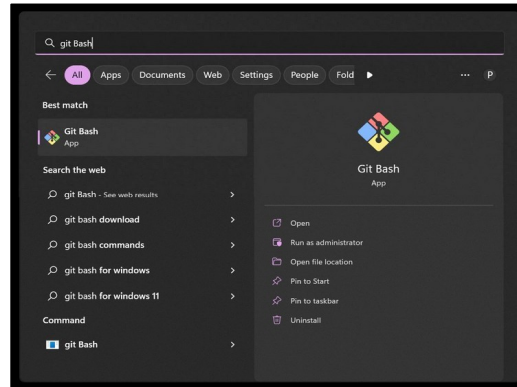 git Bash
All Apps Documents Web Settings People Fold P
Best match
Git Bash
App
Search the web
git Bash - See web results
git bash download
git bash commands
git bash for windows
git bash for windows 11
Command
git Bash
Git Bash
App
Open
Run as administrator
Open file location
Pin to Start
Pin to taskbar
Uninstall